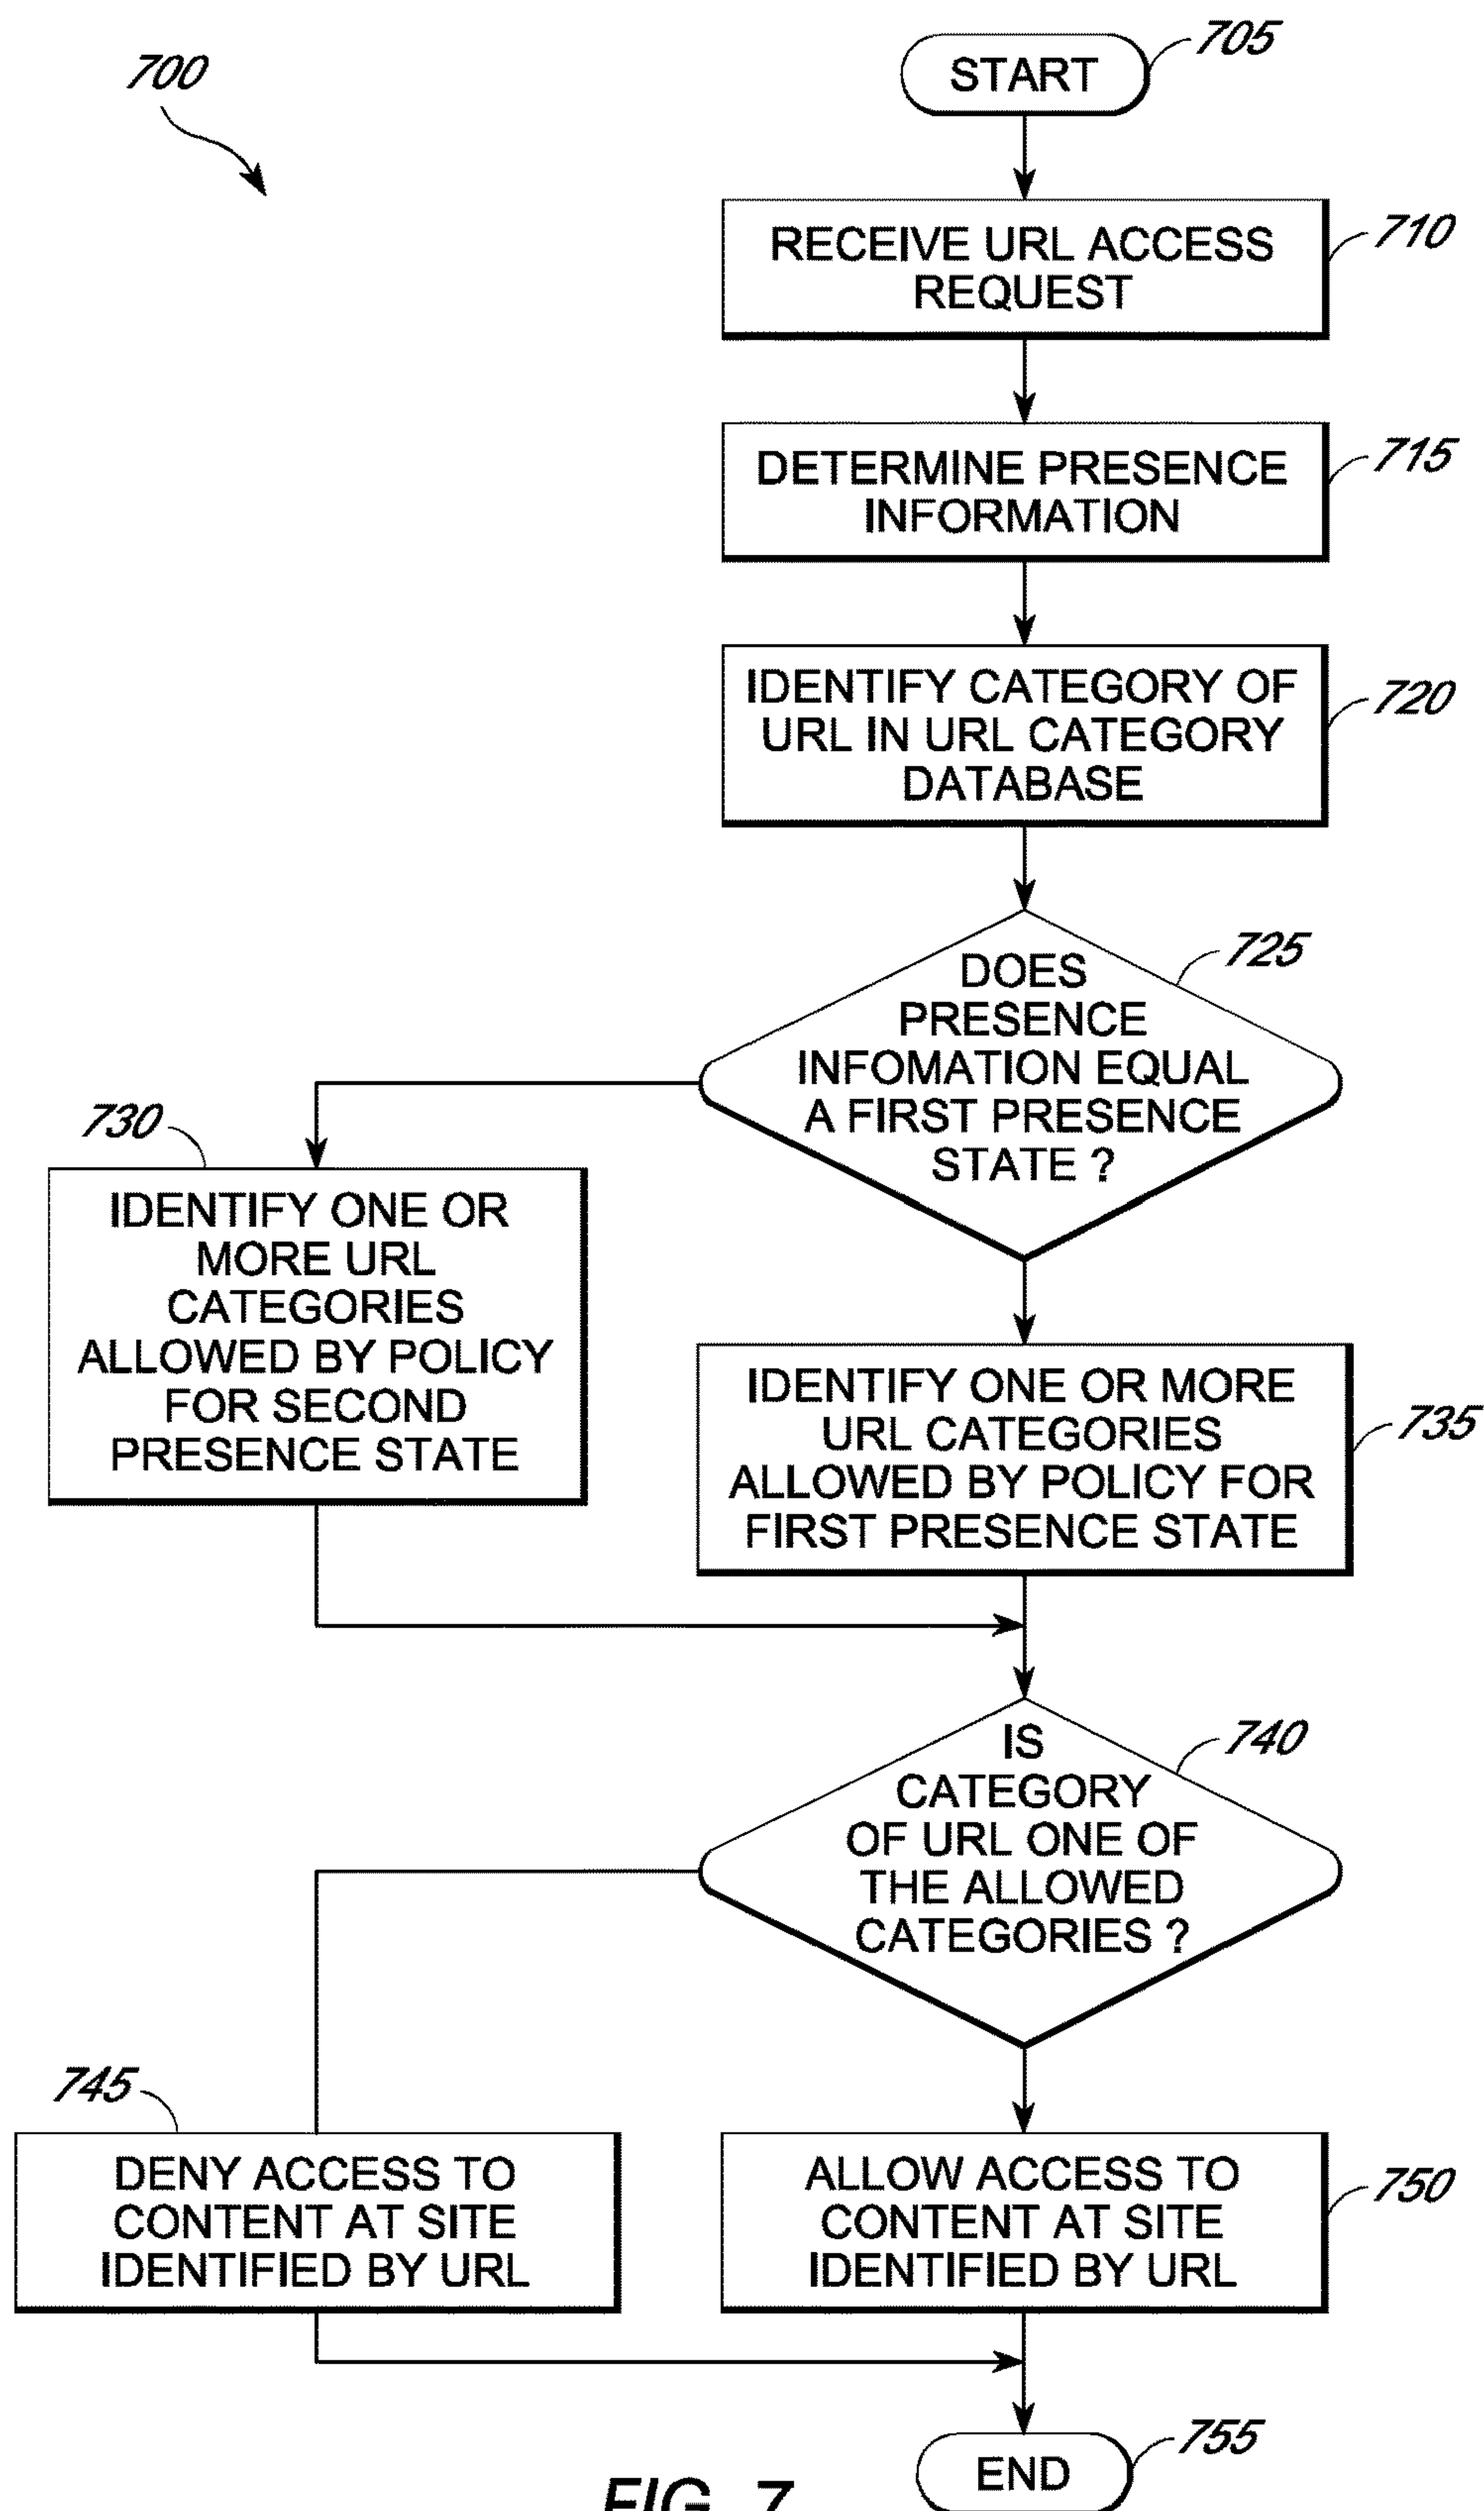 700
START
705
RECEIVE URL ACCESS
REQUEST
710
DETERMINE PRESENCE
INFORMATION
715
IDENTIFY CATEGORY OF
URL IN URL CATEGORY
DATABASE
720
DOES
PRESENCE
INFOMATION EQUAL
A FIRST PRESENCE
STATE ?
725
730
IDENTIFY ONE OR
MORE URL
CATEGORIES
ALLOWED BY POLICY
FOR SECOND
PRESENCE STATE
IDENTIFY ONE OR MORE
URL CATEGORIES
ALLOWED BY POLICY FOR
FIRST PRESENCE STATE
735
IS
CATEGORY
OF URL ONE OF
THE ALLOWED
CATEGORIES ?
740
745
DENY ACCESS TO
CONTENT AT SITE
IDENTIFIED BY URL
ALLOW ACCESS TO
CONTENT AT SITE
IDENTIFIED BY URL
750
END
755
FIG. 7